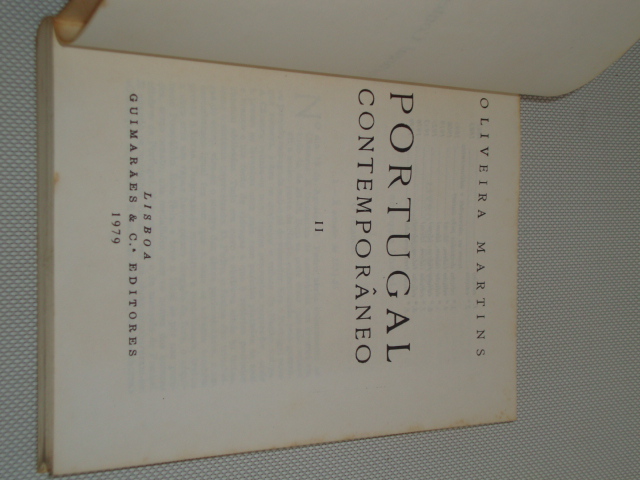 OLIVEIRA MARTINS
PORTUGAL
CONTEMPORÂNEO
II
LISBOA
GUIMARÃES & C.ª EDITORES
1979